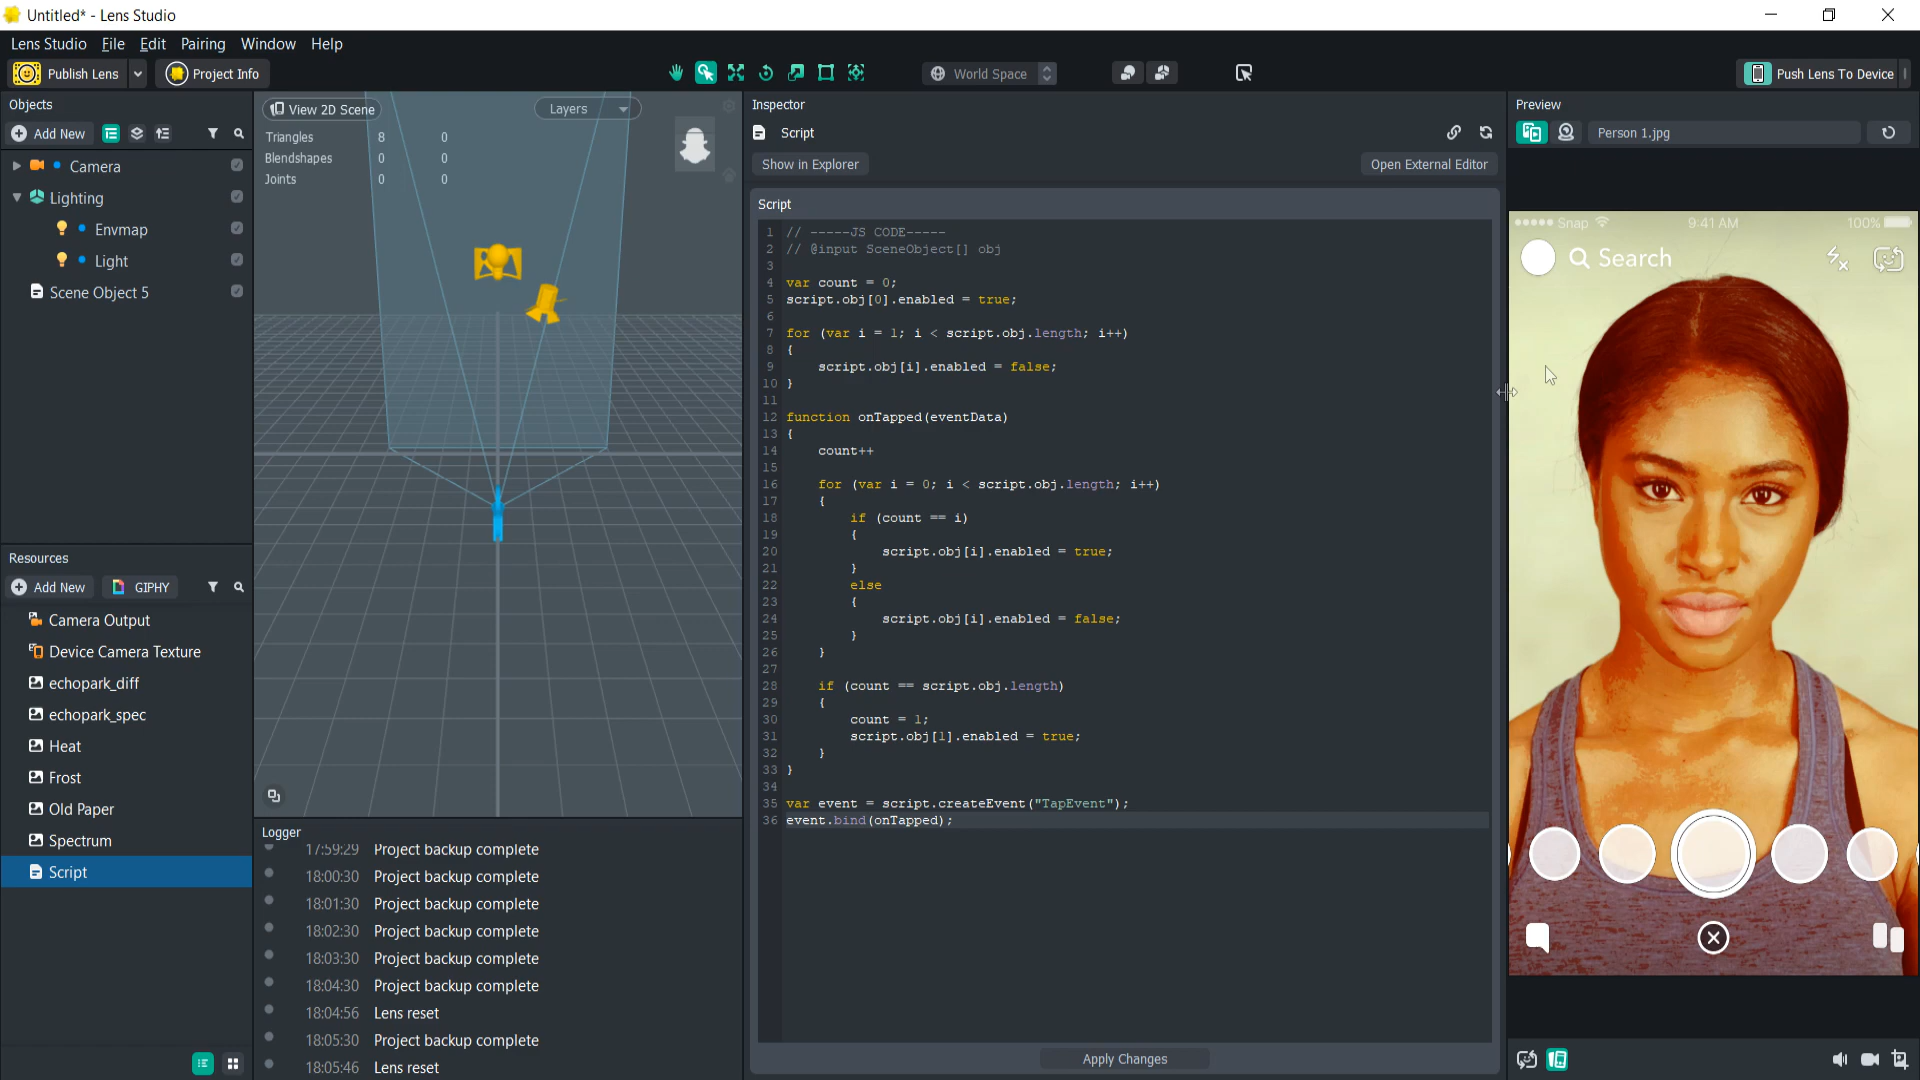 Untitled* - Lens Studio
Lens Studio File Edit Pairing Window Help
Publish Lens Project Info World Space Push Lens To Device
Objects
Add New
Camera
Lighting
Envmap
Light
Scene Object 5
Resources
Add New GIPHY
Camera Output
Device Camera Texture
echopark_diff
echopark_spec
Heat
Frost
Old Paper
Spectrum
Script
View 2D Scene Layers
Triangles 8 0
Blendshapes 0 0
Joints 0 0
Logger
17:59:29 Project backup complete
18:00:30 Project backup complete
18:01:30 Project backup complete
18:02:30 Project backup complete
18:03:30 Project backup complete
18:04:30 Project backup complete
18:04:56 Lens reset
18:05:30 Project backup complete
18:05:46 Lens reset
Inspector
Script
Show in Explorer Open External Editor
Script
1 // -----JS CODE-----
2 // @input SceneObject[] obj
3
4 var count = 0;
5 script.obj[0].enabled = true;
6
7 for (var i = 1; i < script.obj.length; i++)
8 {
9 script.obj[i].enabled = false;
10 }
11
12 function onTapped(eventData)
13 {
14 count++
15
16 for (var i = 0; i < script.obj.length; i++)
17 {
18 if (count == i)
19 {
20 script.obj[i].enabled = true;
21 }
22 else
23 {
24 script.obj[i].enabled = false;
25 }
26 }
27
28 if (count == script.obj.length)
29 {
30 count = 1;
31 script.obj[1].enabled = true;
32 }
33 }
34
35 var event = script.createEvent("TapEvent");
36 event.bind(onTapped);
Apply Changes
Preview
Person 1.jpg
Snap 9:41 AM 100%
Search